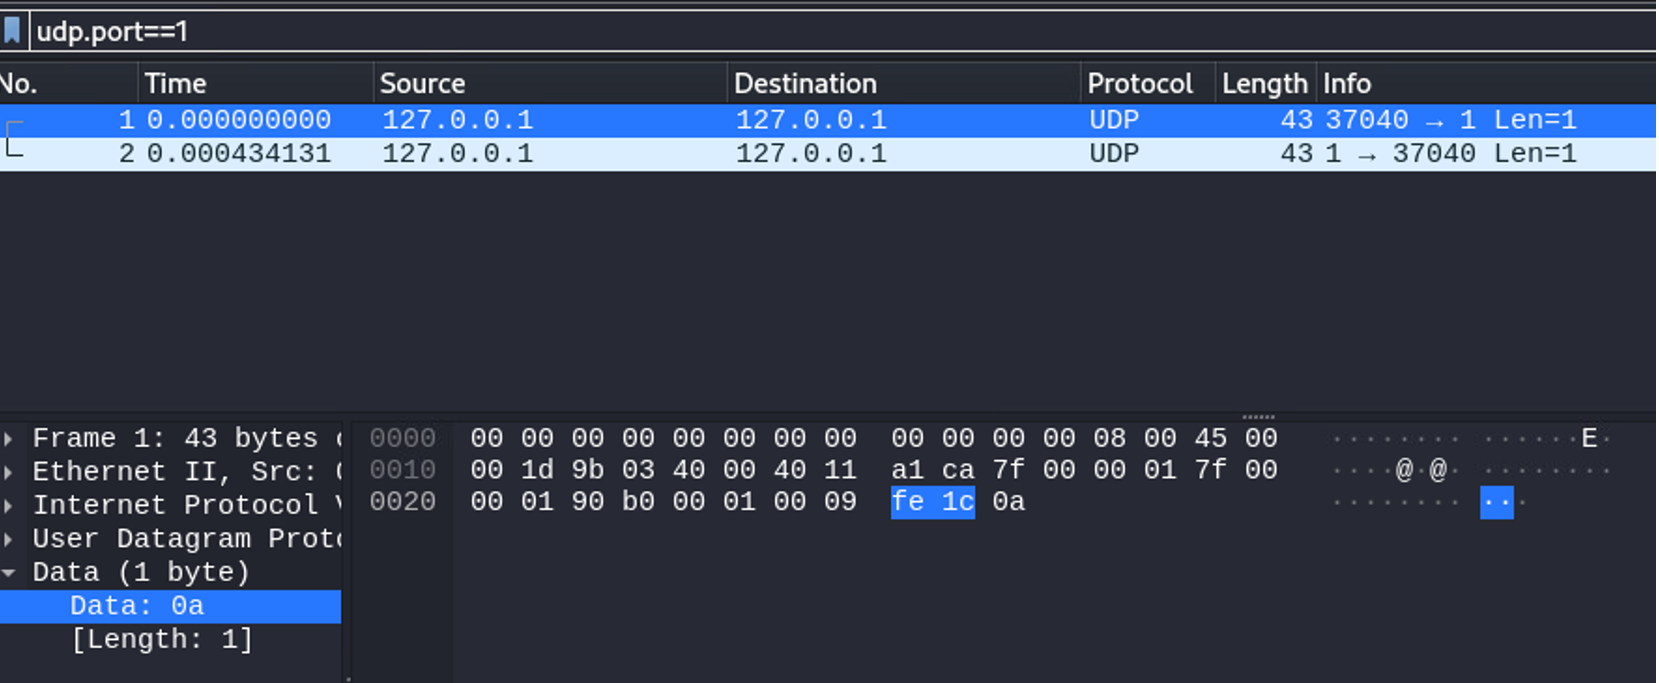 udp.port==1
No. Time Source Destination Protocol Length Info
1 0.000000000 127.0.0.1 127.0.0.1 UDP 43 37040 → 1 Len=1
2 0.000434131 127.0.0.1 127.0.0.1 UDP 43 1 → 37040 Len=1
Frame 1: 43 bytes
Ethernet II, Src:
Internet Protocol
User Datagram Proto
Data (1 byte)
Data: 0a
[Length: 1]
0000 00 00 00 00 00 00 00 00 00 00 00 00 08 00 45 00 ········ ······E·
0010 00 1d 9b 03 40 00 40 11 a1 ca 7f 00 00 01 7f 00 ····@·@· ········
0020 00 01 90 b0 00 01 00 09 fe 1c 0a ········ ···